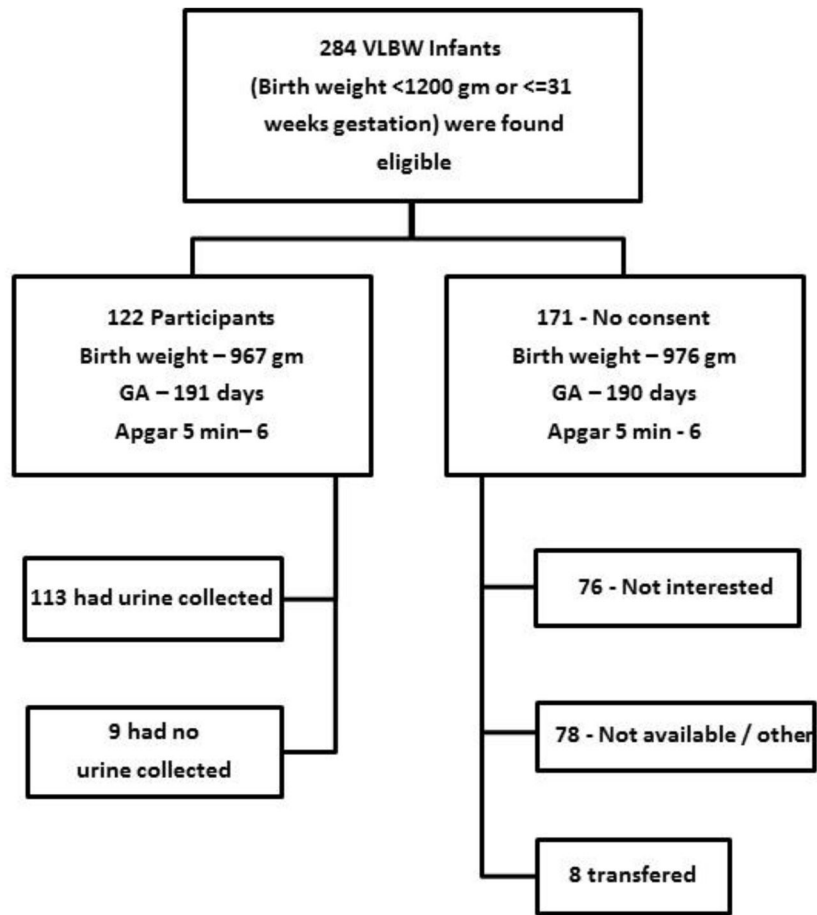 284 VLBW Infants
(Birth weight <1200 gm or <=31
weeks gestation) were found
eligible
122 Participants
Birth weight – 967 gm
GA – 191 days
Apgar 5 min– 6
171 - No consent
Birth weight – 976 gm
GA – 190 days
Apgar 5 min - 6
113 had urine collected
9 had no
urine collected
76 - Not interested
78 - Not available / other
8 transfered